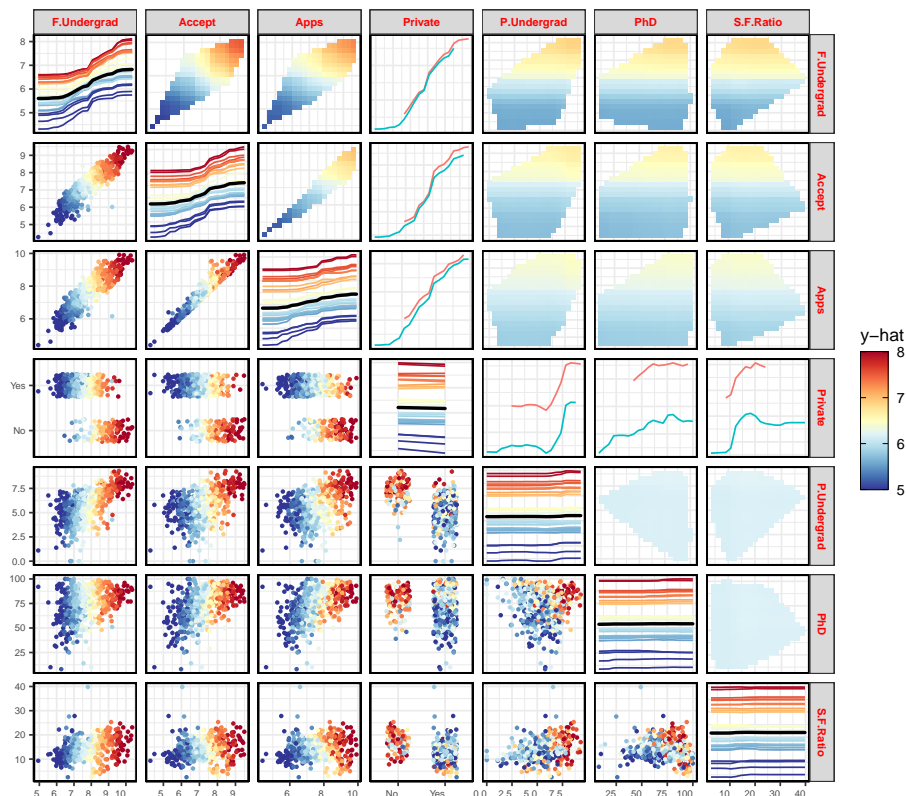 F.Undergrad Accept Apps Private P.Undergrad PhD S.F.Ratio
8
7
6
5
F.Undergrad
9
8
7
6
5
Accept
10
8
6
Apps
Yes
No
Private
7.5
5.0
2.5
0.0
P.Undergrad
100
75
50
25
PhD
40
30
20
10
S.F.Ratio
5 6 7 8 9 10 5 6 7 8 9 6 8 10 No Yes 0.0 2.5 5.0 7.5 25 50 75 100 10 20 30 40
y-hat
8
7
6
5